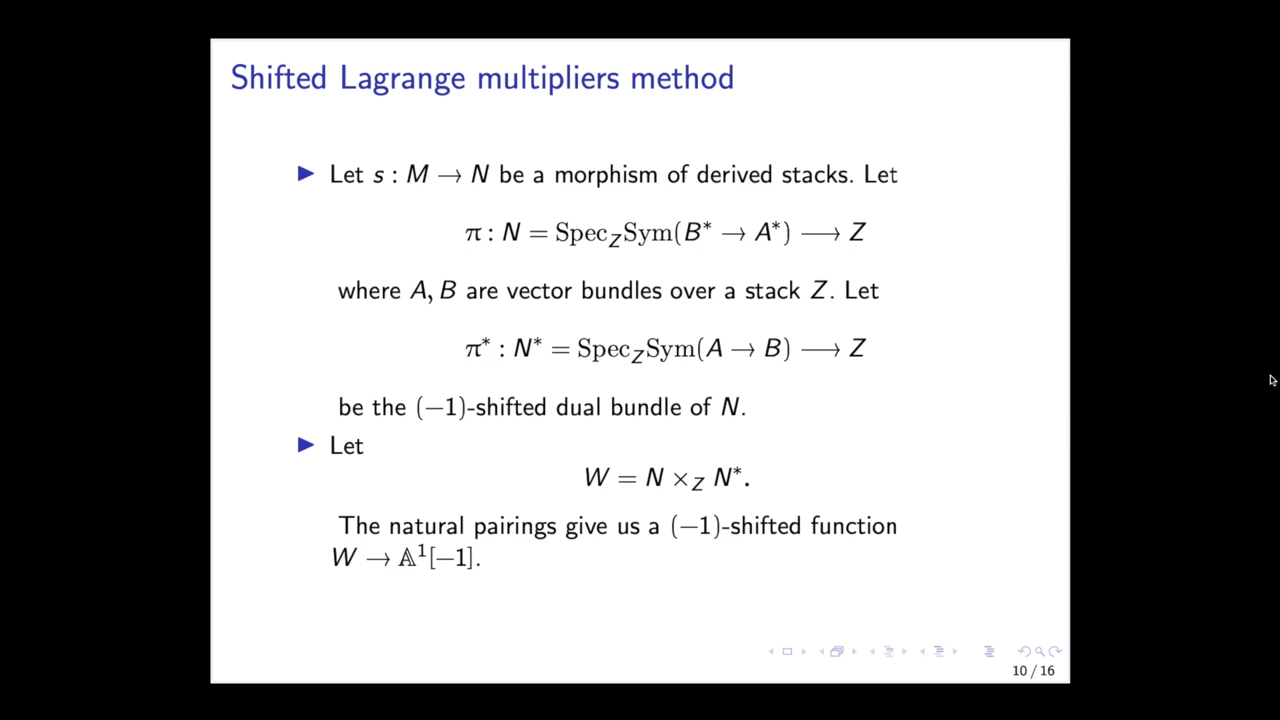 Shifted Lagrange multipliers method
▶ Let s : M → N be a morphism of derived stacks. Let
π : N = Spec_Z Sym(B* → A*) ⟶ Z
where A, B are vector bundles over a stack Z. Let
π* : N* = Spec_Z Sym(A → B) ⟶ Z
be the (−1)-shifted dual bundle of N.
▶ Let
W = N ×_Z N*.
The natural pairings give us a (−1)-shifted function
W → 𝔸¹[−1].
10 / 16